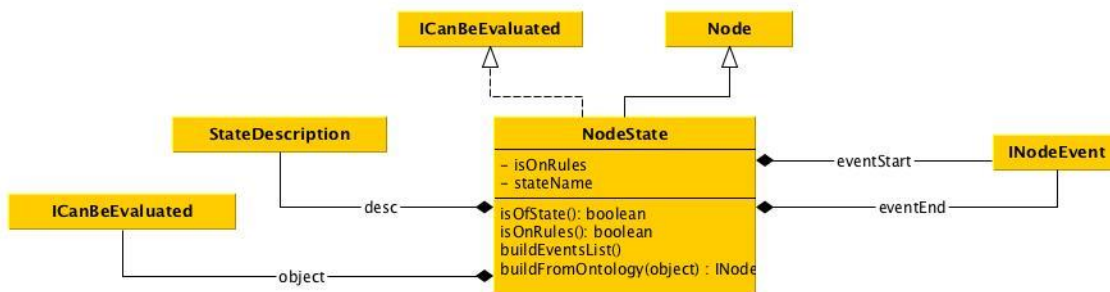 ICanBeEvaluated
Node
StateDescription
NodeState
ICanBeEvaluated
- isOnRules
- stateName
eventStart
INodeEvent
desc
eventEnd
isOfState(): boolean
isOnRules(): boolean
buildEventsList()
buildFromOntology(object) : INode
object